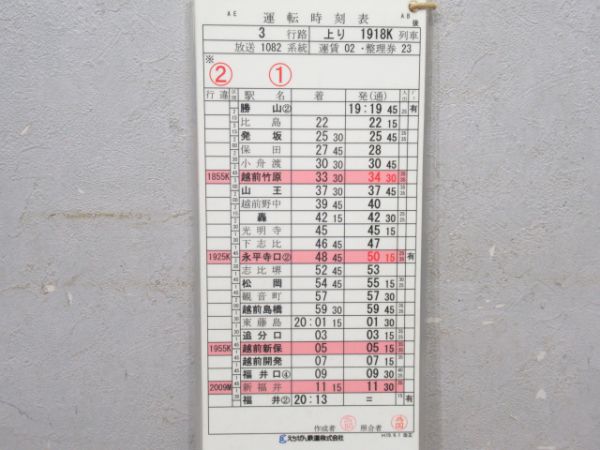 A E 運転時刻表 A B 後
3 行路 上り 1918K 列車
放送 1082 系統 運賃 02・整理券 23
※
② ①
行違 駅名 着 発(通)
勝山② 19:19 45 有
比島 22 22 15
発坂 25 30 25 45
保田 27 45 28
小舟渡 30 30 30 45
1855K 越前竹原 33 30 34 30
山王 37 30 37 45
越前野中 39 45 40
轟 42 15 42 30
光明寺 45 45 15
下志比 46 45 47
1925K 永平寺口② 48 45 50 15 有
志比堺 52 45 53
松岡 54 45 55 15
観音町 57 57 30
越前島橋 59 30 59 45
東藤島 20:01 15 01 30
追分口 03 03 15
1955K 越前新保 05 05 15
越前開発 07 07 15
福井口④ 09 09 30
2009M 新福井 11 15 11 30
福井② 20:13 = 有
作成者 照合者
えちぜん鉄道株式会社